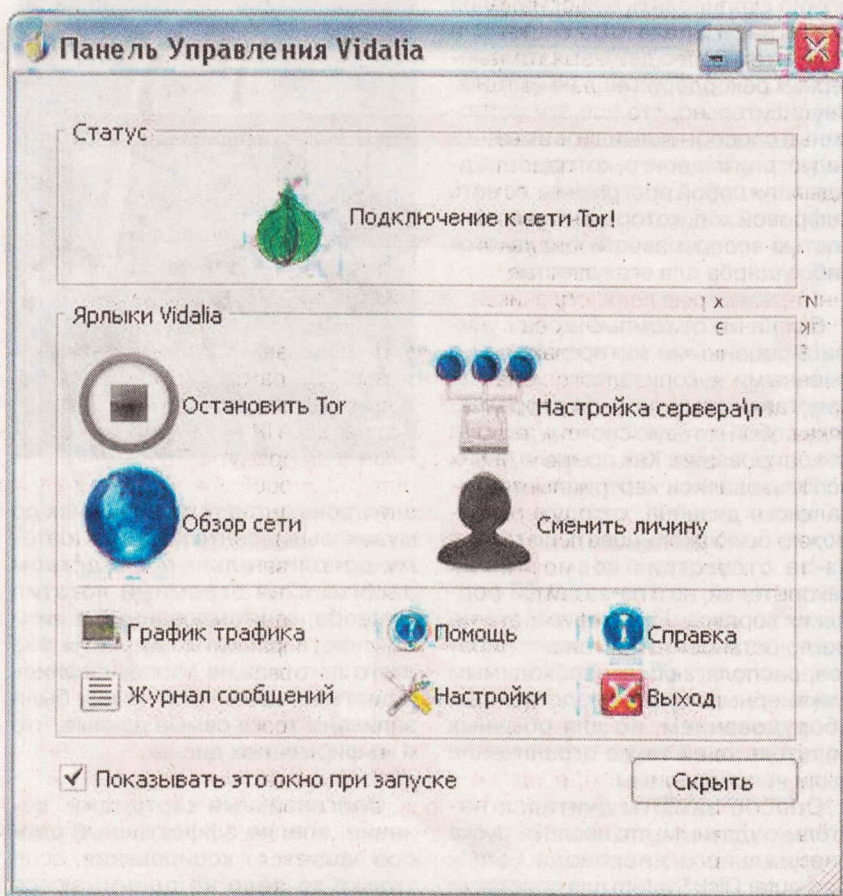 Панель Управления Vidalia
Статус
Подключение к сети Tor!
Ярлыки Vidalia
Остановить Tor
Настройка сервера\n
Обзор сети
Сменить личину
График трафика
Помощь
Справка
Журнал сообщений
Настройки
Выход
Показывать это окно при запуске
Скрыть